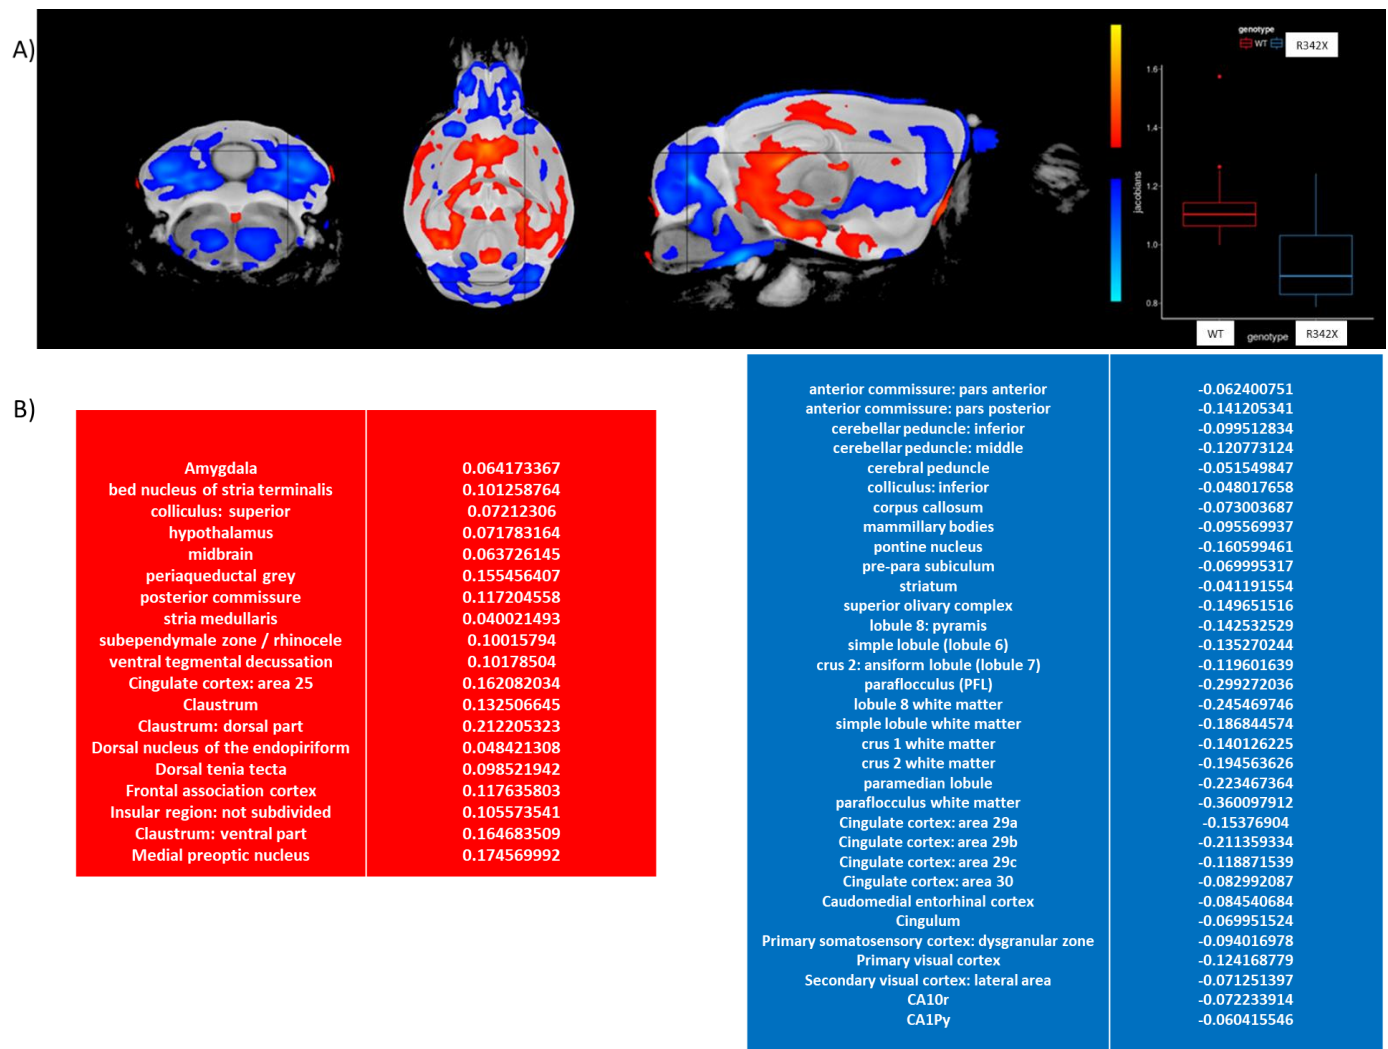 A)
genotype
WT R342X
1.6
1.4
1.2
1.0
0.8
jacobians
WT genotype R342X
B)
Amygdala 0.064173367
bed nucleus of stria terminalis 0.101258764
colliculus: superior 0.07212306
hypothalamus 0.071783164
midbrain 0.063726145
periaqueductal grey 0.155456407
posterior commissure 0.117204558
stria medullaris 0.040021493
subependymale zone / rhinocele 0.10015794
ventral tegmental decussation 0.10178504
Cingulate cortex: area 25 0.162082034
Claustrum 0.132506645
Claustrum: dorsal part 0.212205323
Dorsal nucleus of the endopiriform 0.048421308
Dorsal tenia tecta 0.098521942
Frontal association cortex 0.117635803
Insular region: not subdivided 0.105573541
Claustrum: ventral part 0.164683509
Medial preoptic nucleus 0.174569992
anterior commissure: pars anterior -0.062400751
anterior commissure: pars posterior -0.141205341
cerebellar peduncle: inferior -0.099512834
cerebellar peduncle: middle -0.120773124
cerebral peduncle -0.051549847
colliculus: inferior -0.048017658
corpus callosum -0.073003687
mammillary bodies -0.095569937
pontine nucleus -0.160599461
pre-para subiculum -0.069995317
striatum -0.041191554
superior olivary complex -0.149651516
lobule 8: pyramis -0.142532529
simple lobule (lobule 6) -0.135270244
crus 2: ansiform lobule (lobule 7) -0.119601639
paraflocculus (PFL) -0.299272036
lobule 8 white matter -0.245469746
simple lobule white matter -0.186844574
crus 1 white matter -0.140126225
crus 2 white matter -0.194563626
paramedian lobule -0.223467364
paraflocculus white matter -0.360097912
Cingulate cortex: area 29a -0.15376904
Cingulate cortex: area 29b -0.211359334
Cingulate cortex: area 29c -0.118871539
Cingulate cortex: area 30 -0.082992087
Caudomedial entorhinal cortex -0.084540684
Cingulum -0.069951524
Primary somatosensory cortex: dysgranular zone -0.094016978
Primary visual cortex -0.124168779
Secondary visual cortex: lateral area -0.071251397
CA10r -0.072233914
CA1Py -0.060415546